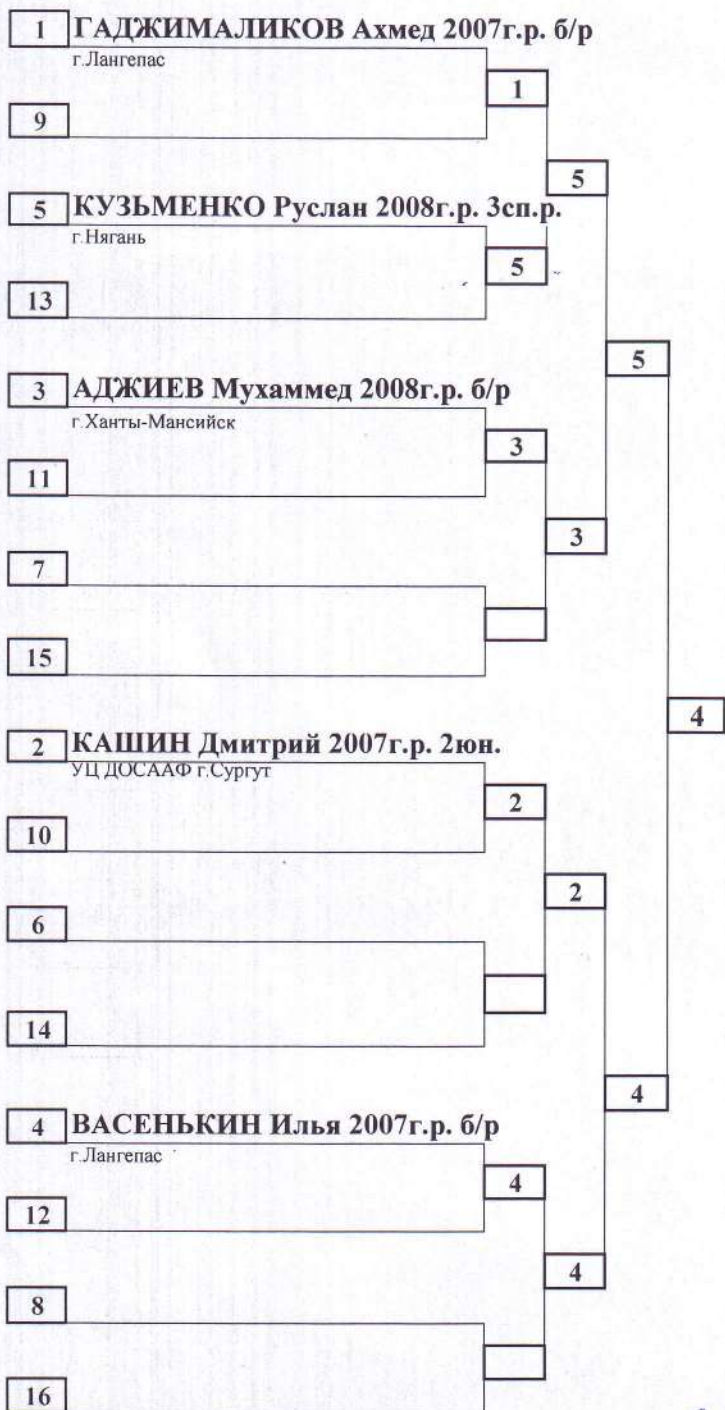 1 ГАДЖИМАЛИКОВ Ахмед 2007г.р. б/р
г.Лангепас
1
9
5
5 КУЗЬМЕНКО Руслан 2008г.р. 3сп.р.
г.Нягань
5
13
5
3 АДЖИЕВ Мухаммед 2008г.р. б/р
г.Ханты-Мансийск
3
11
3
7
15
4
2 КАШИН Дмитрий 2007г.р. 2юн.
УЦ ДОСААФ г.Сургут
2
10
2
6
14
4
4 ВАСЕНЬКИН Илья 2007г.р. б/р
г.Лангепас
4
12
4
8
16